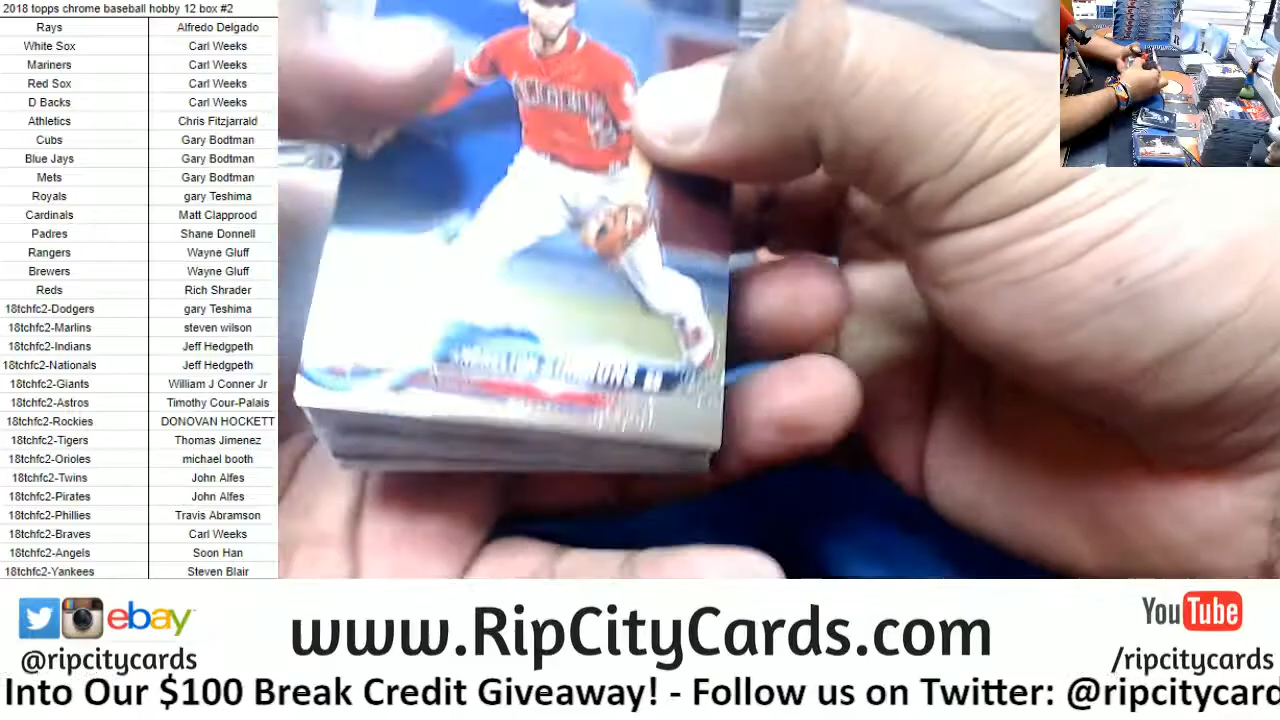 2018 topps chrome baseball hobby 12 box #2
Rays Alfredo Delgado
White Sox Carl Weeks
Mariners Carl Weeks
Red Sox Carl Weeks
D Backs Carl Weeks
Athletics Chris Fitzjarrald
Cubs Gary Bodtman
Blue Jays Gary Bodtman
Mets Gary Bodtman
Royals gary Teshima
Cardinals Matt Clapprood
Padres Shane Donnell
Rangers Wayne Gluff
Brewers Wayne Gluff
Reds Rich Shrader
18tchfc2-Dodgers gary Teshima
18tchfc2-Marlins steven wilson
18tchfc2-Indians Jeff Hedgpeth
18tchfc2-Nationals Jeff Hedgpeth
18tchfc2-Giants William J Conner Jr
18tchfc2-Astros Timothy Cour-Palais
18tchfc2-Rockies DONOVAN HOCKETT
18tchfc2-Tigers Thomas Jimenez
18tchfc2-Orioles michael booth
18tchfc2-Twins John Alfes
18tchfc2-Pirates John Alfes
18tchfc2-Phillies Travis Abramson
18tchfc2-Braves Carl Weeks
18tchfc2-Angels Soon Han
18tchfc2-Yankees Steven Blair
SIMMONS
ebay
@ripcitycards
www.RipCityCards.com
YouTube
/ripcitycards
Into Our $100 Break Credit Giveaway! - Follow us on Twitter: @ripcitycard